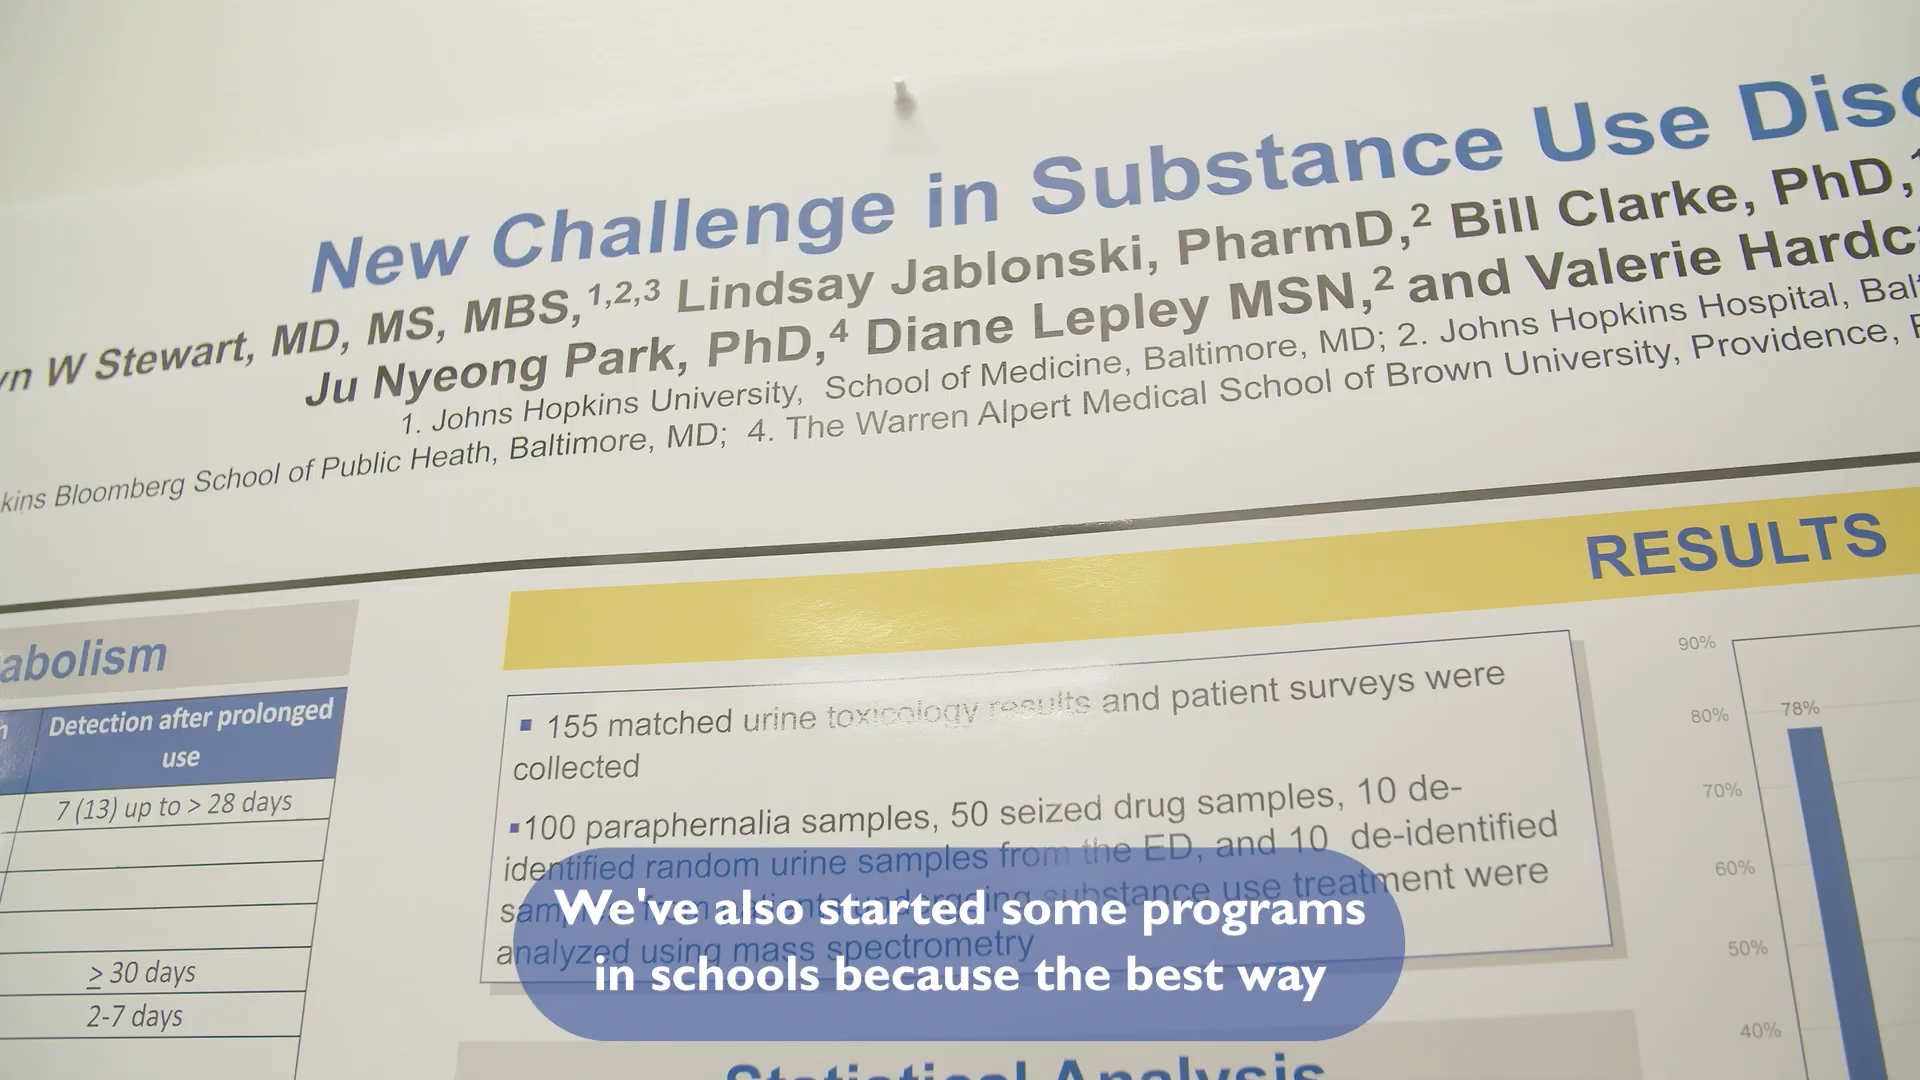 New Challenge in Substance Use
W Stewart, MD, MS, MBS,1,2,3 Lindsay Jablonski, PharmD,2 Bill Clarke, PhD,
Ju Nyeong Park, PhD,4 Diane Lepley MSN,2 and Valerie
1. Johns Hopkins University, School of Medicine, Baltimore, MD; 2. Johns Hopkins Hospital,
Bloomberg School of Public Heath, Baltimore, MD; 4. The Warren Alpert Medical School of Brown University, Providence,
RESULTS
abolism
Detection after prolonged
use
7 (13) up to > 28 days
≥ 30 days
2-7 days
▪ 155 matched urine toxicology results and patient surveys were
collected
▪100 paraphernalia samples, 50 seized drug samples, 10 de-
identified random urine samples from the ED, and 10 de-identified
samples from patients undergoing substance use treatment were
analyzed using mass spectrometry
90%
80%
78%
70%
60%
50%
40%
Statistical Analysis
We've also started some programs
in schools because the best way